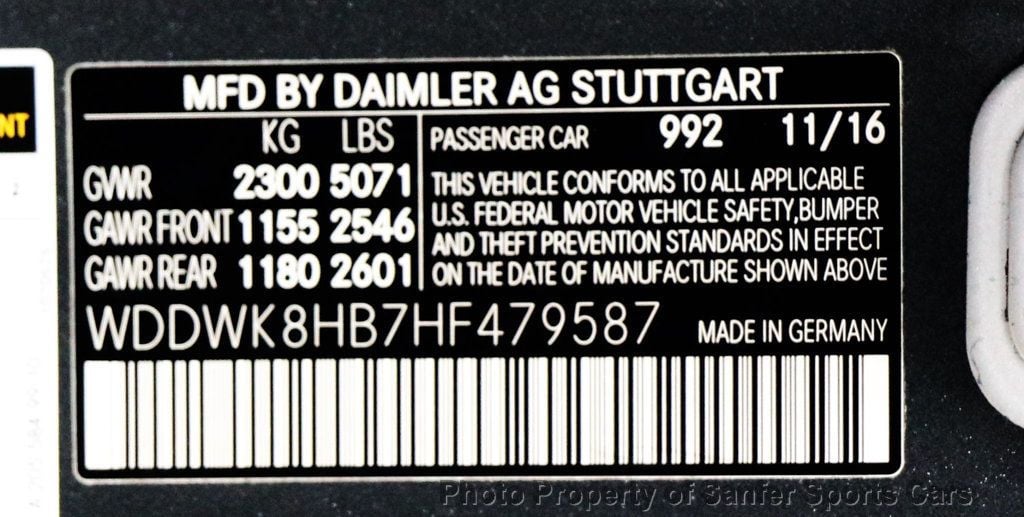 MFD BY DAIMLER AG STUTTGART
KG LBS
GVWR 2300 5071
GAWR FRONT 1155 2546
GAWR REAR 1180 2601
PASSENGER CAR 992 11/16
THIS VEHICLE CONFORMS TO ALL APPLICABLE
U.S. FEDERAL MOTOR VEHICLE SAFETY,BUMPER
AND THEFT PREVENTION STANDARDS IN EFFECT
ON THE DATE OF MANUFACTURE SHOWN ABOVE
WDDWK8HB7HF479587 MADE IN GERMANY
NT
Photo Property of Sanfer Sports Cars